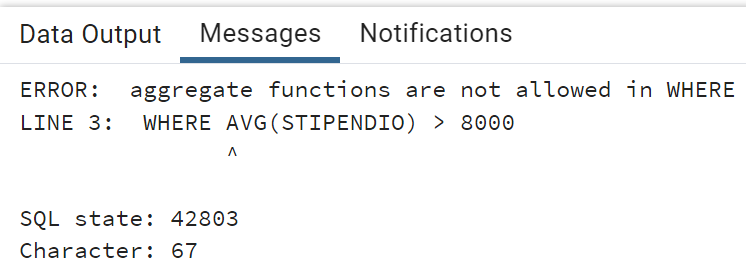 Data Output Messages Notifications
ERROR:  aggregate functions are not allowed in WHERE
LINE 3:  WHERE AVG(STIPENDIO) > 8000
^
SQL state: 42803
Character: 67